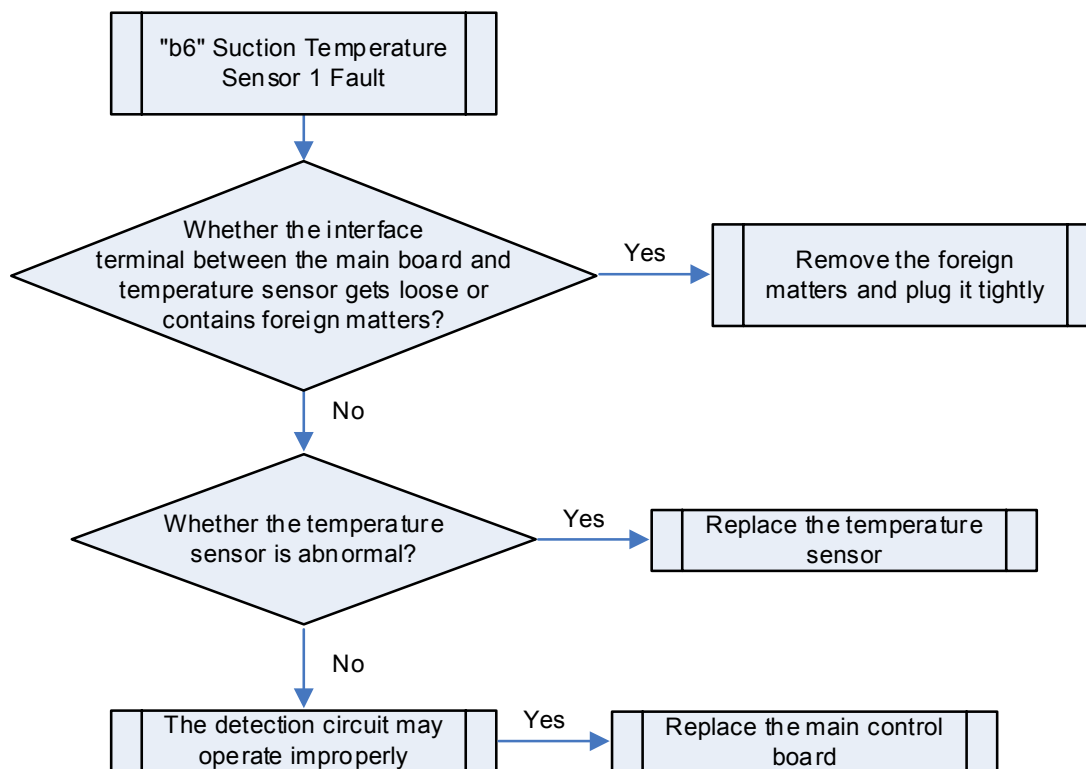 "b6" Suction Temperature
Sensor 1 Fault
Whether the interface
terminal between the main board and
temperature sensor gets loose or
contains foreign matters?
Yes
Remove the foreign
matters and plug it tightly
No
Whether the temperature
sensor is abnormal?
Yes
Replace the temperature
sensor
No
The detection circuit may
operate improperly
Yes
Replace the main control
board